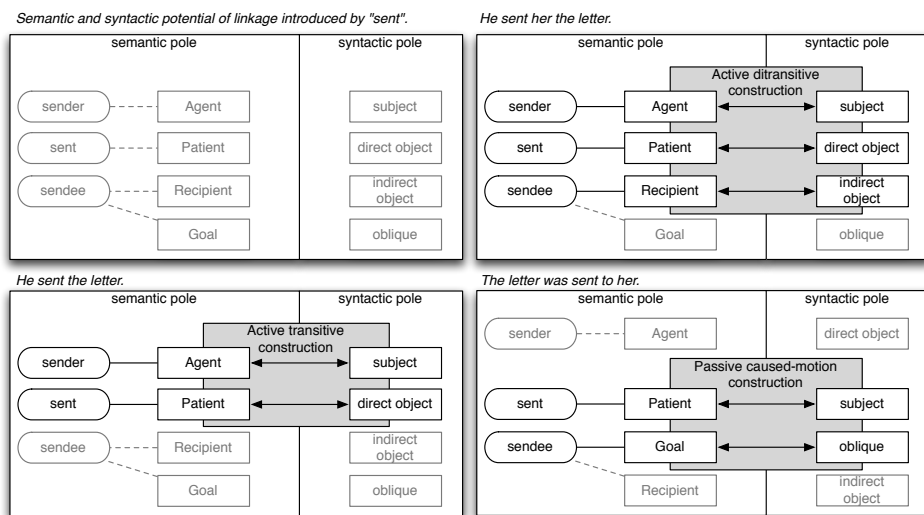 Semantic and syntactic potential of linkage introduced by "sent".
semantic pole
syntactic pole
sender
Agent
subject
sent
Patient
direct object
sendee
Recipient
indirect
object
Goal
oblique
He sent her the letter.
semantic pole
syntactic pole
Active ditransitive
construction
sender
Agent
subject
sent
Patient
direct object
sendee
Recipient
indirect
object
Goal
oblique
He sent the letter.
semantic pole
syntactic pole
Active transitive
construction
sender
Agent
subject
sent
Patient
direct object
sendee
Recipient
indirect
object
Goal
oblique
The letter was sent to her.
semantic pole
syntactic pole
sender
Agent
direct object
Passive caused-motion
construction
sent
Patient
subject
sendee
Goal
oblique
Recipient
indirect
object